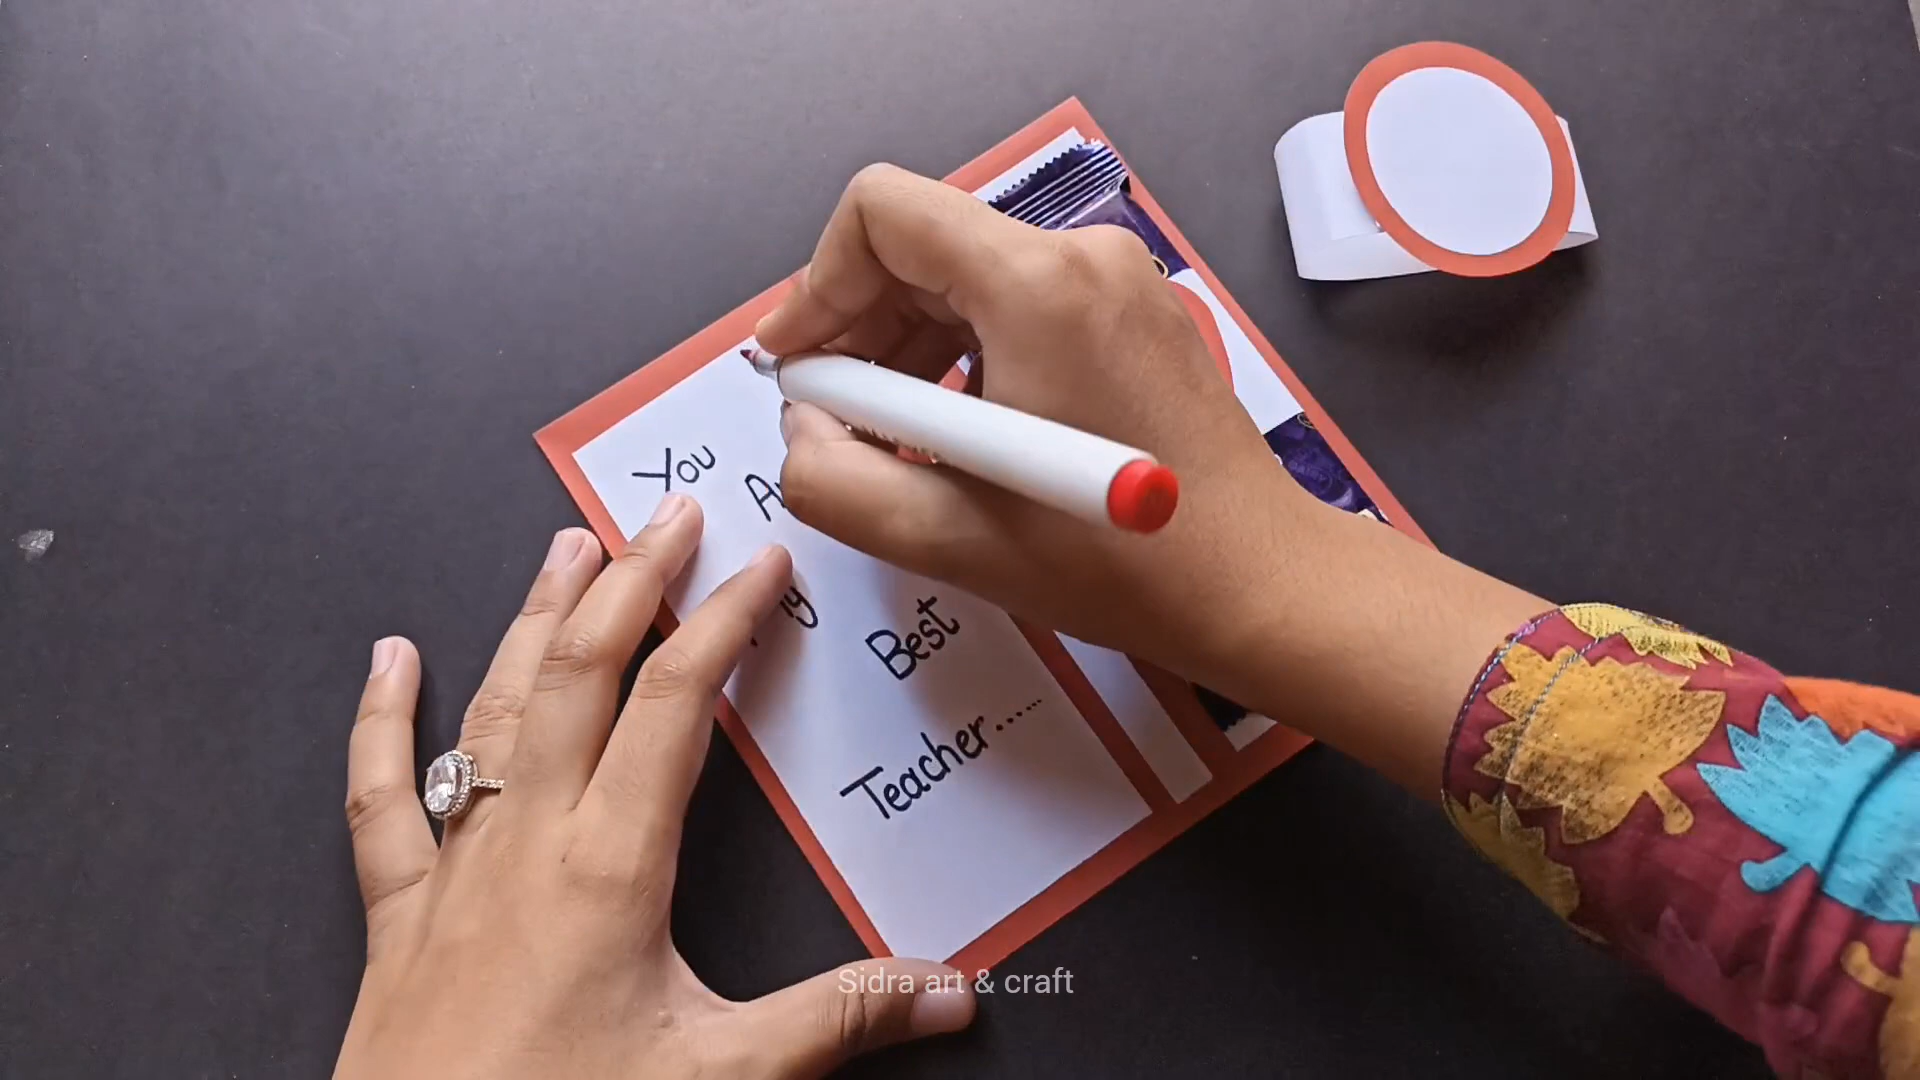 You
Best
Teacher......
Sidra art & craft